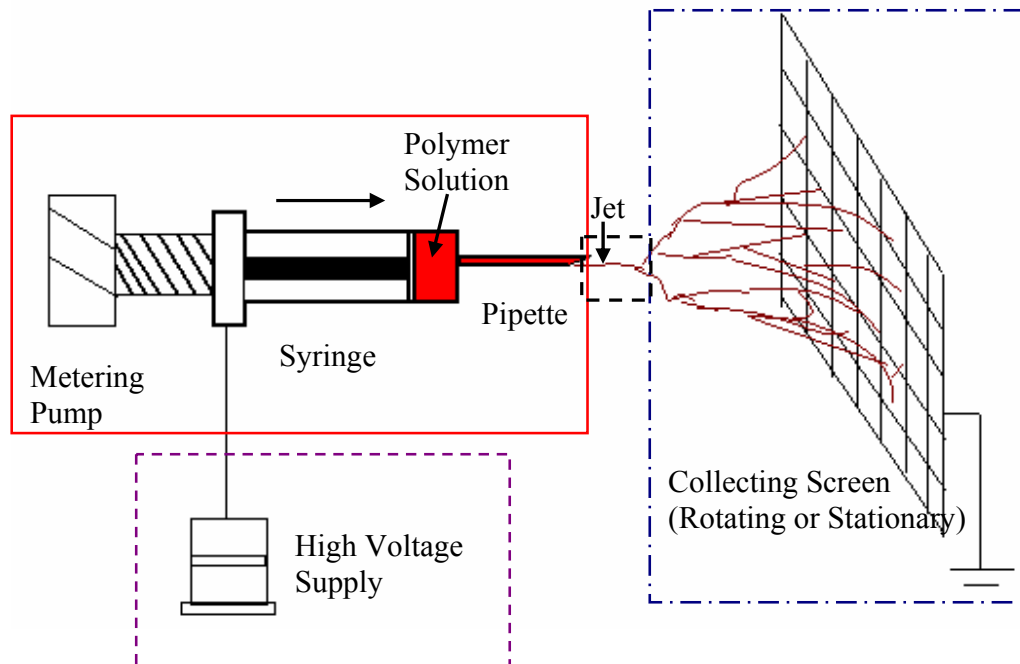 Polymer
Solution
Jet
Pipette
Syringe
Metering
Pump
High Voltage
Supply
Collecting Screen
(Rotating or Stationary)